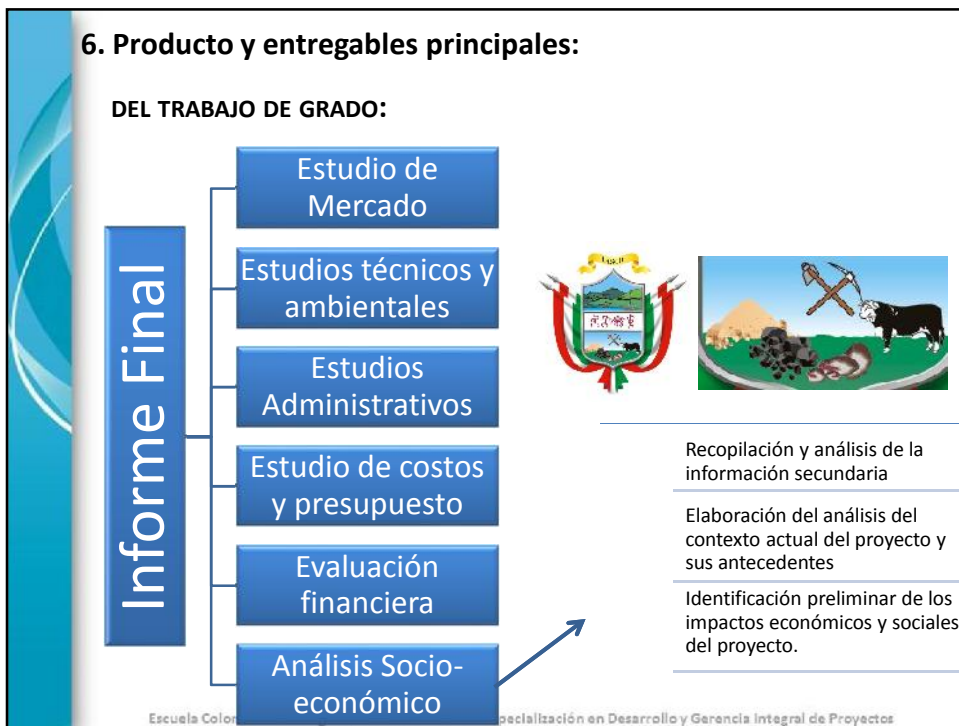 6. Producto y entregables principales:
DEL TRABAJO DE GRADO:
Informe Final
Estudio de
Mercado
Estudios técnicos y
ambientales
Estudios
Administrativos
Estudio de costos
y presupuesto
Evaluación
financiera
Análisis Socio-
económico
Recopilación y análisis de la
información secundaria
Elaboración del análisis del
contexto actual del proyecto y
sus antecedentes
Identificación preliminar de los
impactos económicos y sociales
del proyecto.
Escuela Color pecialización en Desarrollo y Gerencia Integral de Proyectos